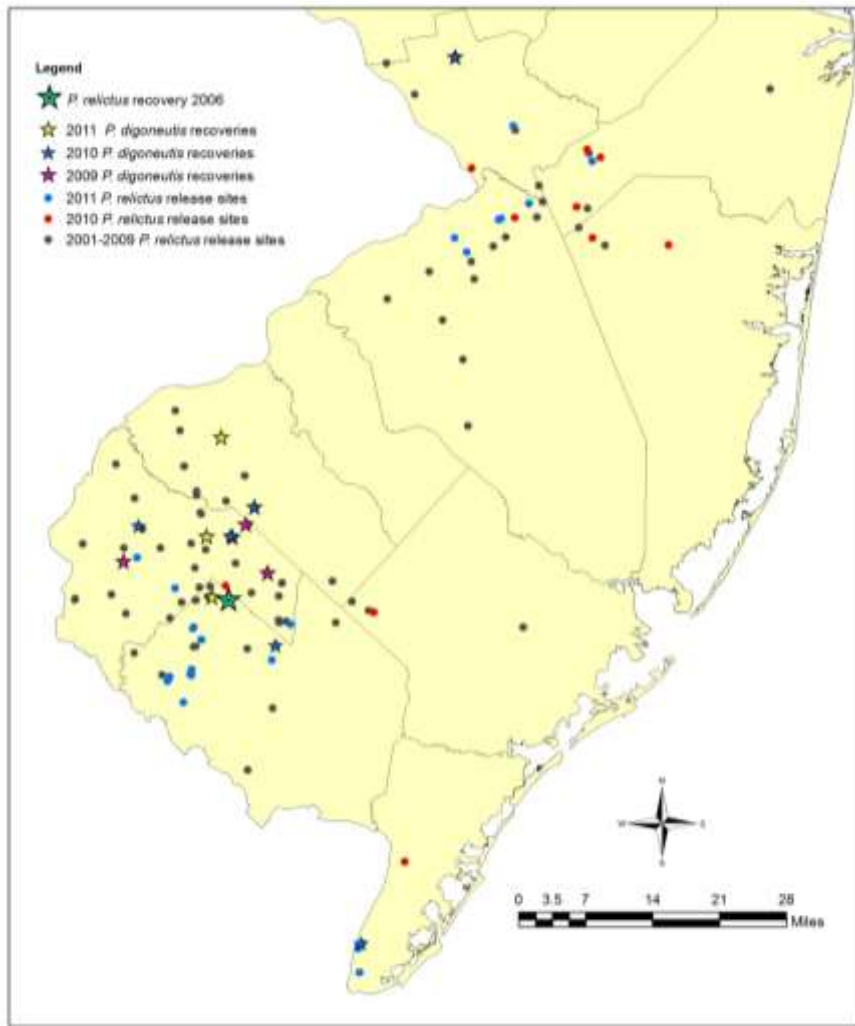 Legend
P. relictus recovery 2006
2011 P. digoneutis recoveries
2010 P. digoneutis recoveries
2009 P. digoneutis recoveries
2011 P. relictus release sites
2010 P. relictus release sites
2001-2009 P. relictus release sites
N
W E
S
0 3.5 7 14 21 28
Miles